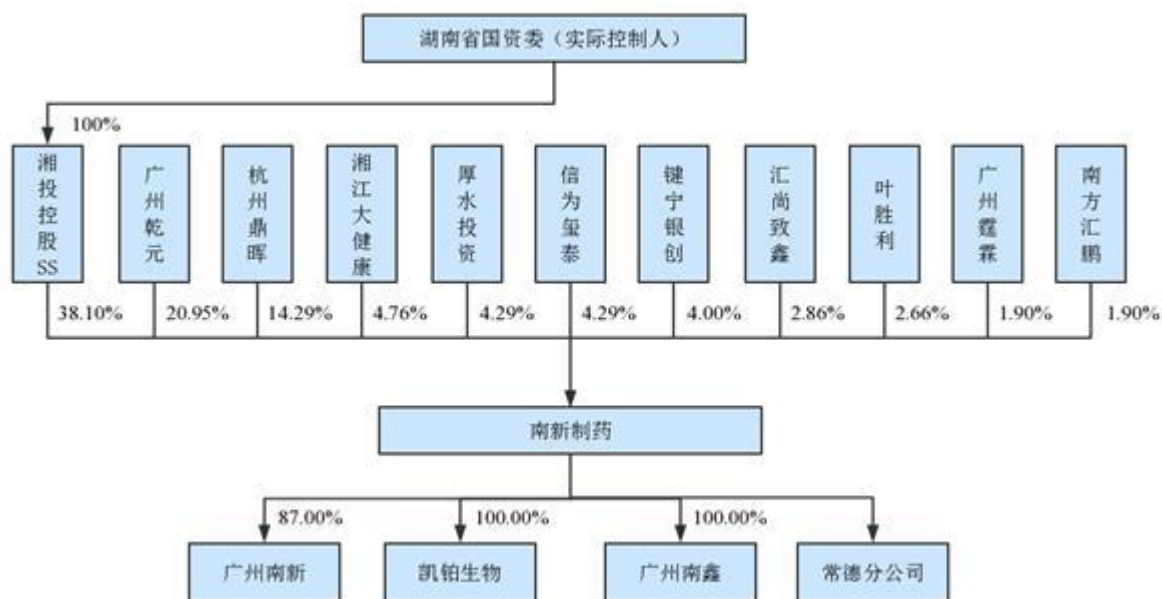 湖南省国资委（实际控制人）
100%
湘投控股SS
广州乾元
杭州鼎晖
湘江大健康
厚水投资
信为玺泰
键宁银创
汇尚致鑫
叶胜利
广州霆霖
南方汇鹏
38.10%
20.95%
14.29%
4.76%
4.29%
4.29%
4.00%
2.86%
2.66%
1.90%
1.90%
南新制药
87.00%
100.00%
100.00%
广州南新
凯铂生物
广州南鑫
常德分公司